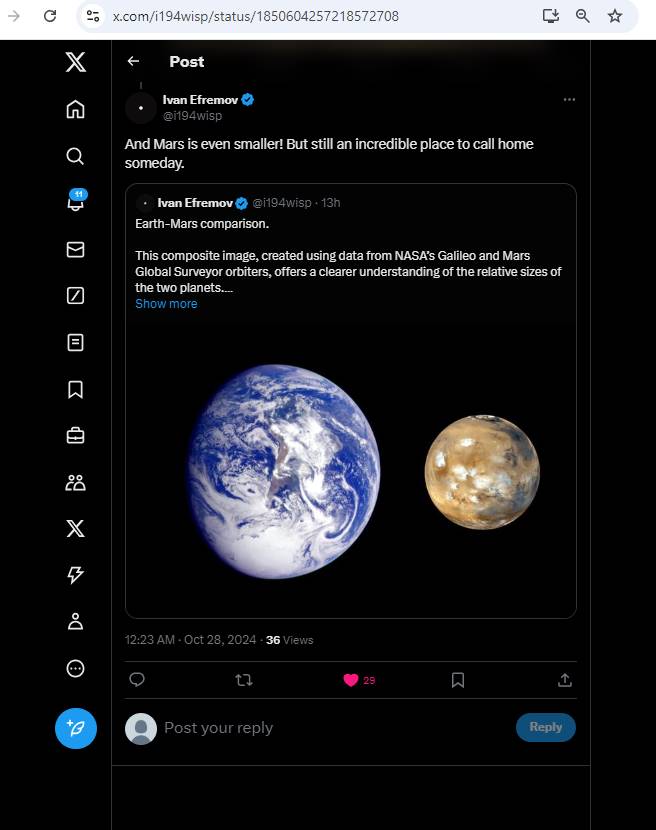 x.com/i194wisp/status/1850604257218572708
Post
Ivan Efremov
@i194wisp
And Mars is even smaller! But still an incredible place to call home
someday.
Ivan Efremov @i194wisp · 13h
Earth-Mars comparison.
This composite image, created using data from NASA's Galileo and Mars
Global Surveyor orbiters, offers a clearer understanding of the relative sizes of
the two planets....
Show more
11
12:23 AM · Oct 28, 2024 · 36 Views
29
Post your reply
Reply